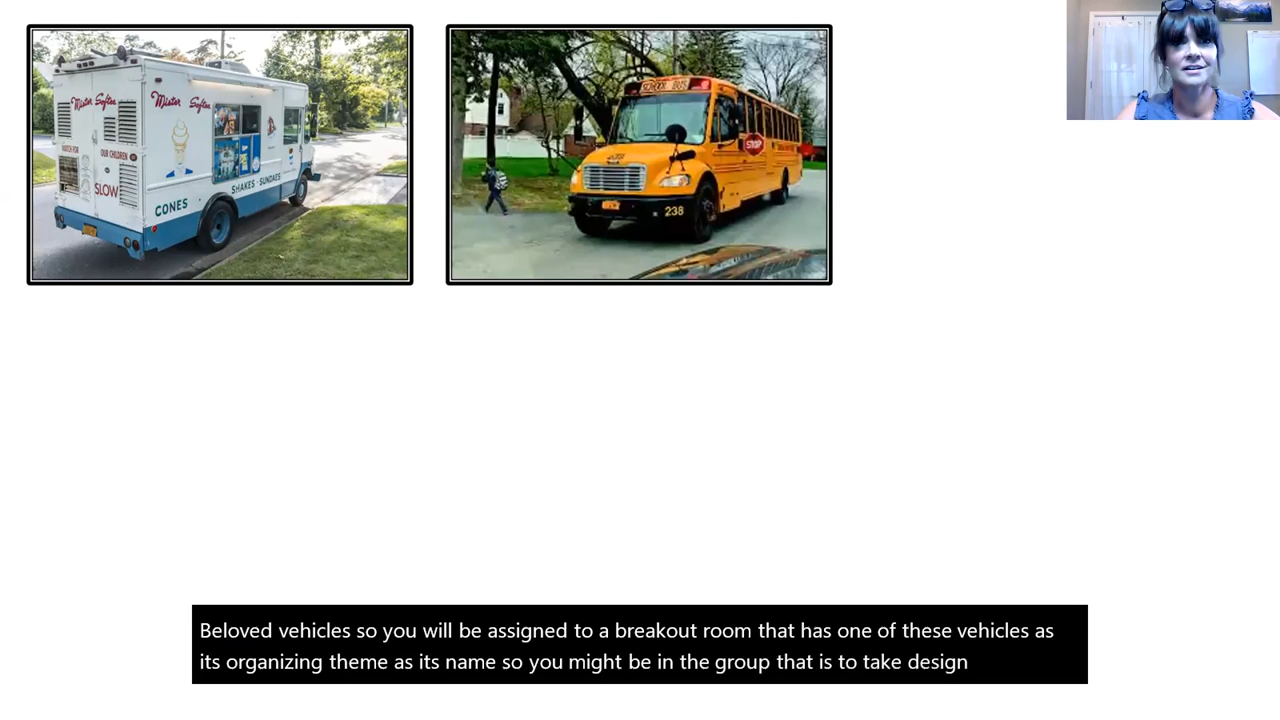 Mister Softee
Mister Softee
WATCH FOR
OUR CHILDREN
SLOW
CONES
SHAKES · SUNDAES
SCHOOL BUS
STOP
238
Beloved vehicles so you will be assigned to a breakout room that has one of these vehicles as
its organizing theme as its name so you might be in the group that is to take design